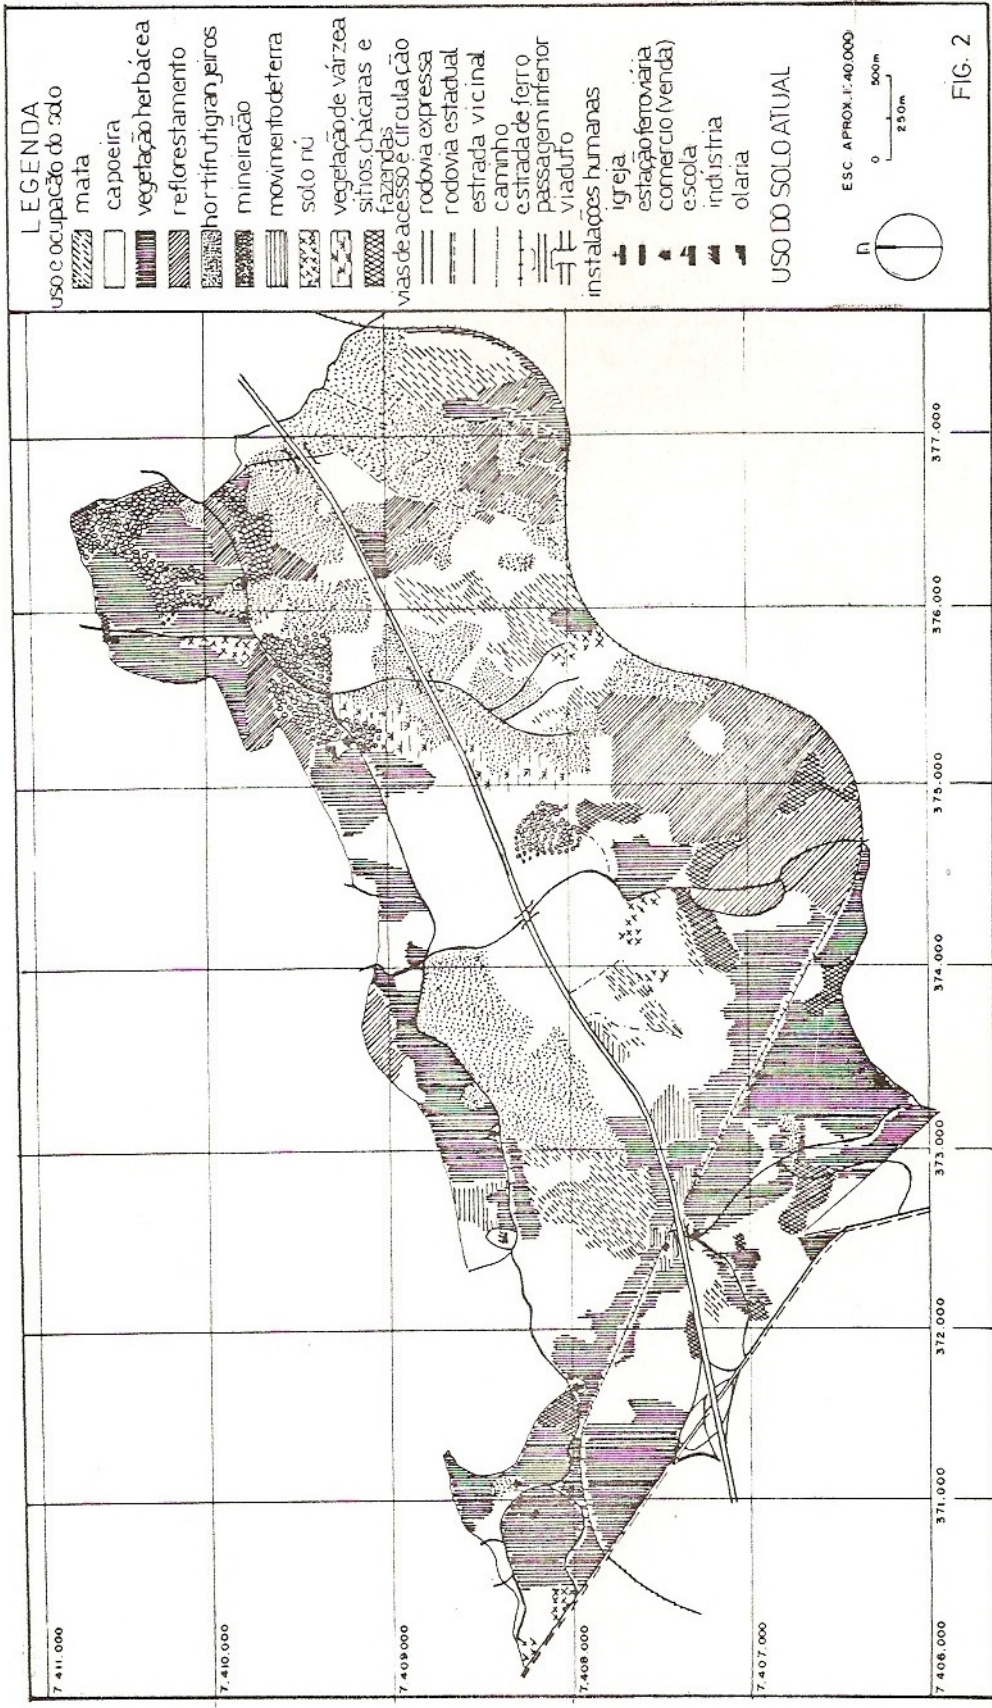 LEGENDA
uso e ocupação do solo
mata
capoeira
vegetação herbácea
reflorestamento
hortifrutigranjeiros
mineiração
movimento de terra
solo nú
vegetação de várzea
sítios, chácaras e
fazendas
vias de acesso e circulação
rodovia expressa
rodovia estadual
estrada vicinal
caminho
estrada de ferro
passagem inferior
viaduto
instalações humanas
igreja
estação ferroviária
comercio (venda)
escola
indústria
olaria
USO DO SOLO ATUAL
n
ESC APROX. 1:40.000
0 250m 500m
FIG. 2
7.411.000
7.410.000
7.409.000
7.408.000
7.407.000
7.406.000
371.000
372.000
373.000
374.000
375.000
376.000
377.000